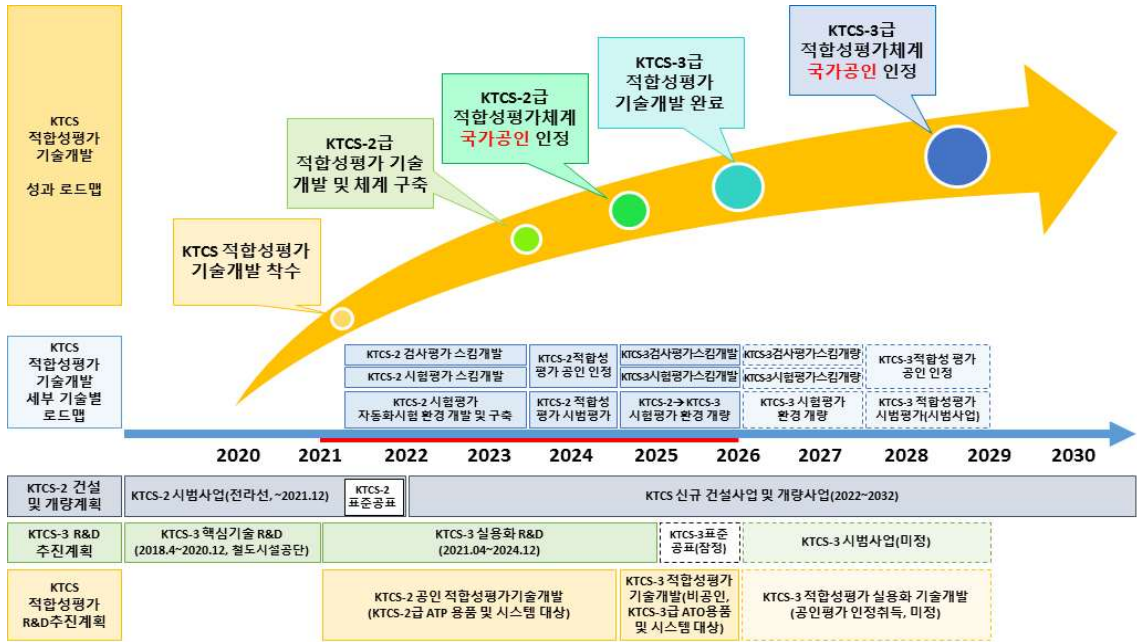 KTCS
적합성평가
기술개발
성과 로드맵
KTCS 적합성평가
기술개발 착수
KTCS-2급
적합성평가 기술
개발 및 체계 구축
KTCS-2급
적합성평가체계
국가공인 인정
KTCS-3급
적합성평가
기술개발 완료
KTCS-3급
적합성평가체계
국가공인 인정
KTCS
적합성평가
기술개발
세부 기술별
로드맵
KTCS-2 검사평가 스킴개발
KTCS-2 시험평가 스킴개발
KTCS-2 시험평가
자동화시험 환경 개발 및 구축
KTCS-2적합성
평가 공인 인정
KTCS-2 적합성
평가 시범평가
KTCS-3검사평가스킴개발
KTCS-3시험평가스킴개발
KTCS-2→KTCS-3
시험평가 환경 개량
KTCS-3검사평가스킴개량
KTCS-3시험평가스킴개량
KTCS-3 시험평가
환경 개량
KTCS-3적합성 평가
공인 인정
KTCS-3 적합성평가
시범평가(시범사업)
2020 2021 2022 2023 2024 2025 2026 2027 2028 2029 2030
KTCS-2 건설
및 개량계획
KTCS-2 시범사업(전라선, ~2021.12)
KTCS-2
표준공표
KTCS 신규 건설사업 및 개량사업(2022~2032)
KTCS-3 R&D
추진계획
KTCS-3 핵심기술 R&D
(2018.4~2020.12, 철도시설공단)
KTCS-3 실용화 R&D
(2021.04~2024.12)
KTCS-3표준
공표(잠정)
KTCS-3 시범사업(미정)
KTCS
적합성평가
R&D추진계획
KTCS-2 공인 적합성평가기술개발
(KTCS-2급 ATP 용품 및 시스템 대상)
KTCS-3 적합성평가
기술개발(비공인,
KTCS-3급 ATO용품
및 시스템 대상)
KTCS-3 적합성평가 실용화 기술개발
(공인평가 인정취득, 미정)